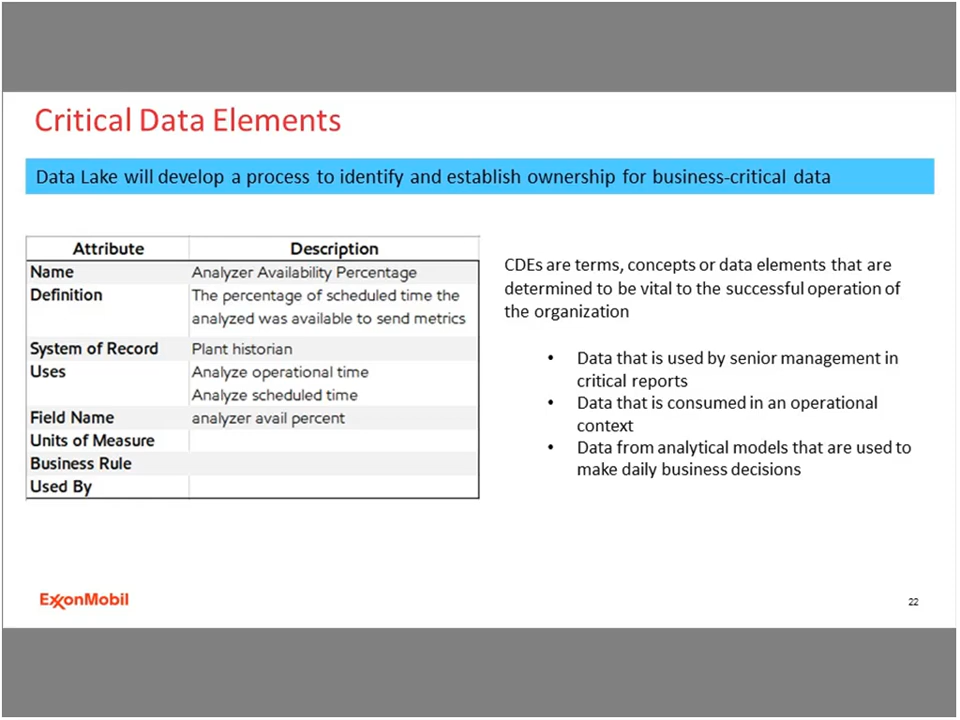 Critical Data Elements
Data Lake will develop a process to identify and establish ownership for business-critical data
Attribute Description
Name Analyzer Availability Percentage
Definition The percentage of scheduled time the
analyzed was available to send metrics
System of Record Plant historian
Uses Analyze operational time
Analyze scheduled time
Field Name analyzer avail percent
Units of Measure
Business Rule
Used By
CDEs are terms, concepts or data elements that are
determined to be vital to the successful operation of
the organization
• Data that is used by senior management in
critical reports
• Data that is consumed in an operational
context
• Data from analytical models that are used to
make daily business decisions
ExxonMobil
22